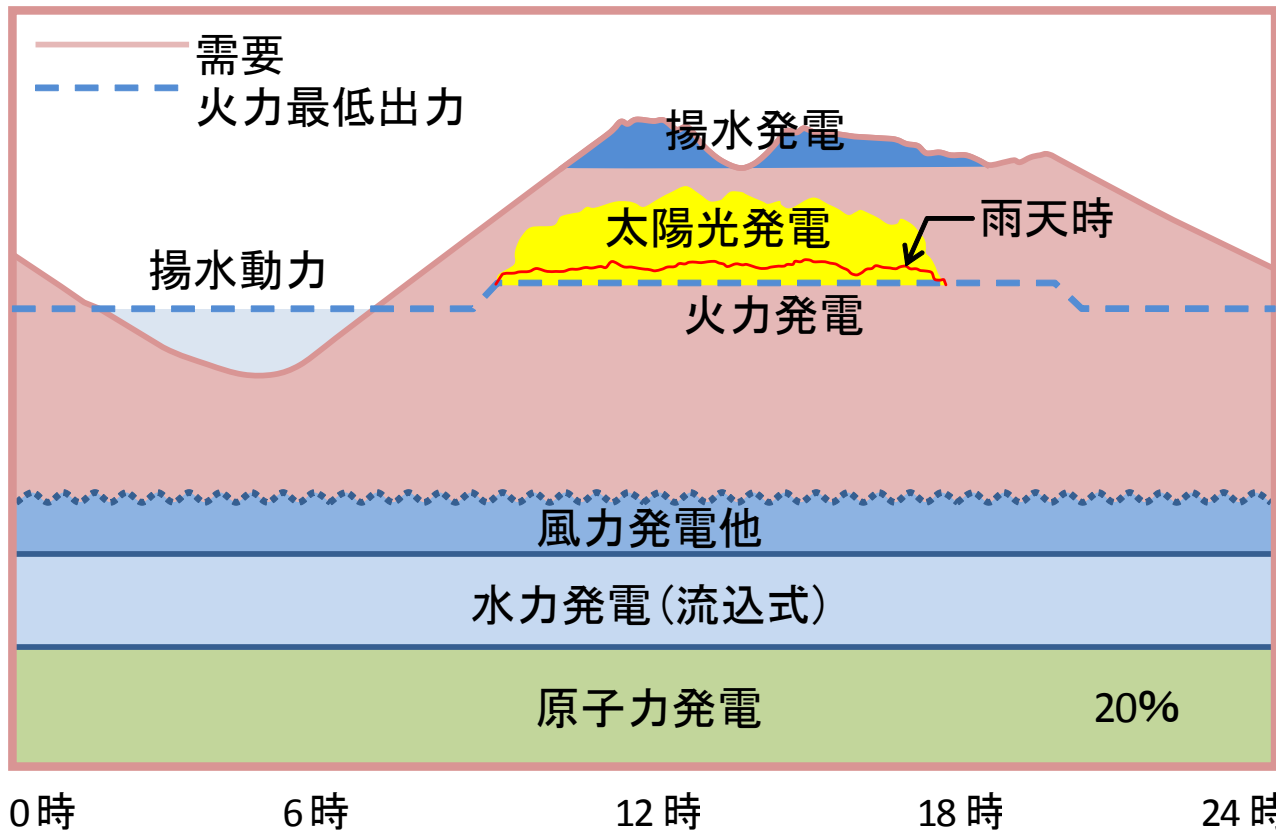 需要
火力最低出力
揚水発電
太陽光発電
雨天時
揚水動力
火力発電
風力発電他
水力発電(流込式)
原子力発電 20%
0時 6時 12時 18時 24時